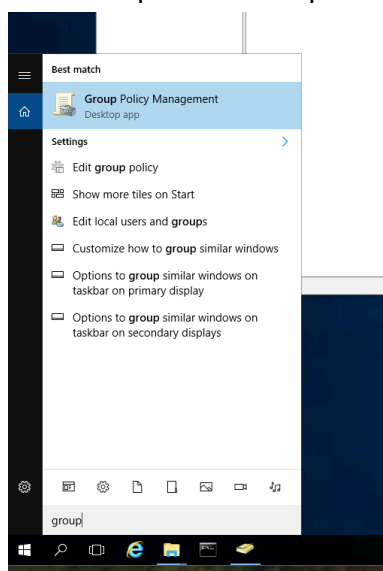 Best match
Group Policy Management
Desktop app
Settings
Edit group policy
Show more tiles on Start
Edit local users and groups
Customize how to group similar windows
Options to group similar windows on
taskbar on primary display
Options to group similar windows on
taskbar on secondary displays
group